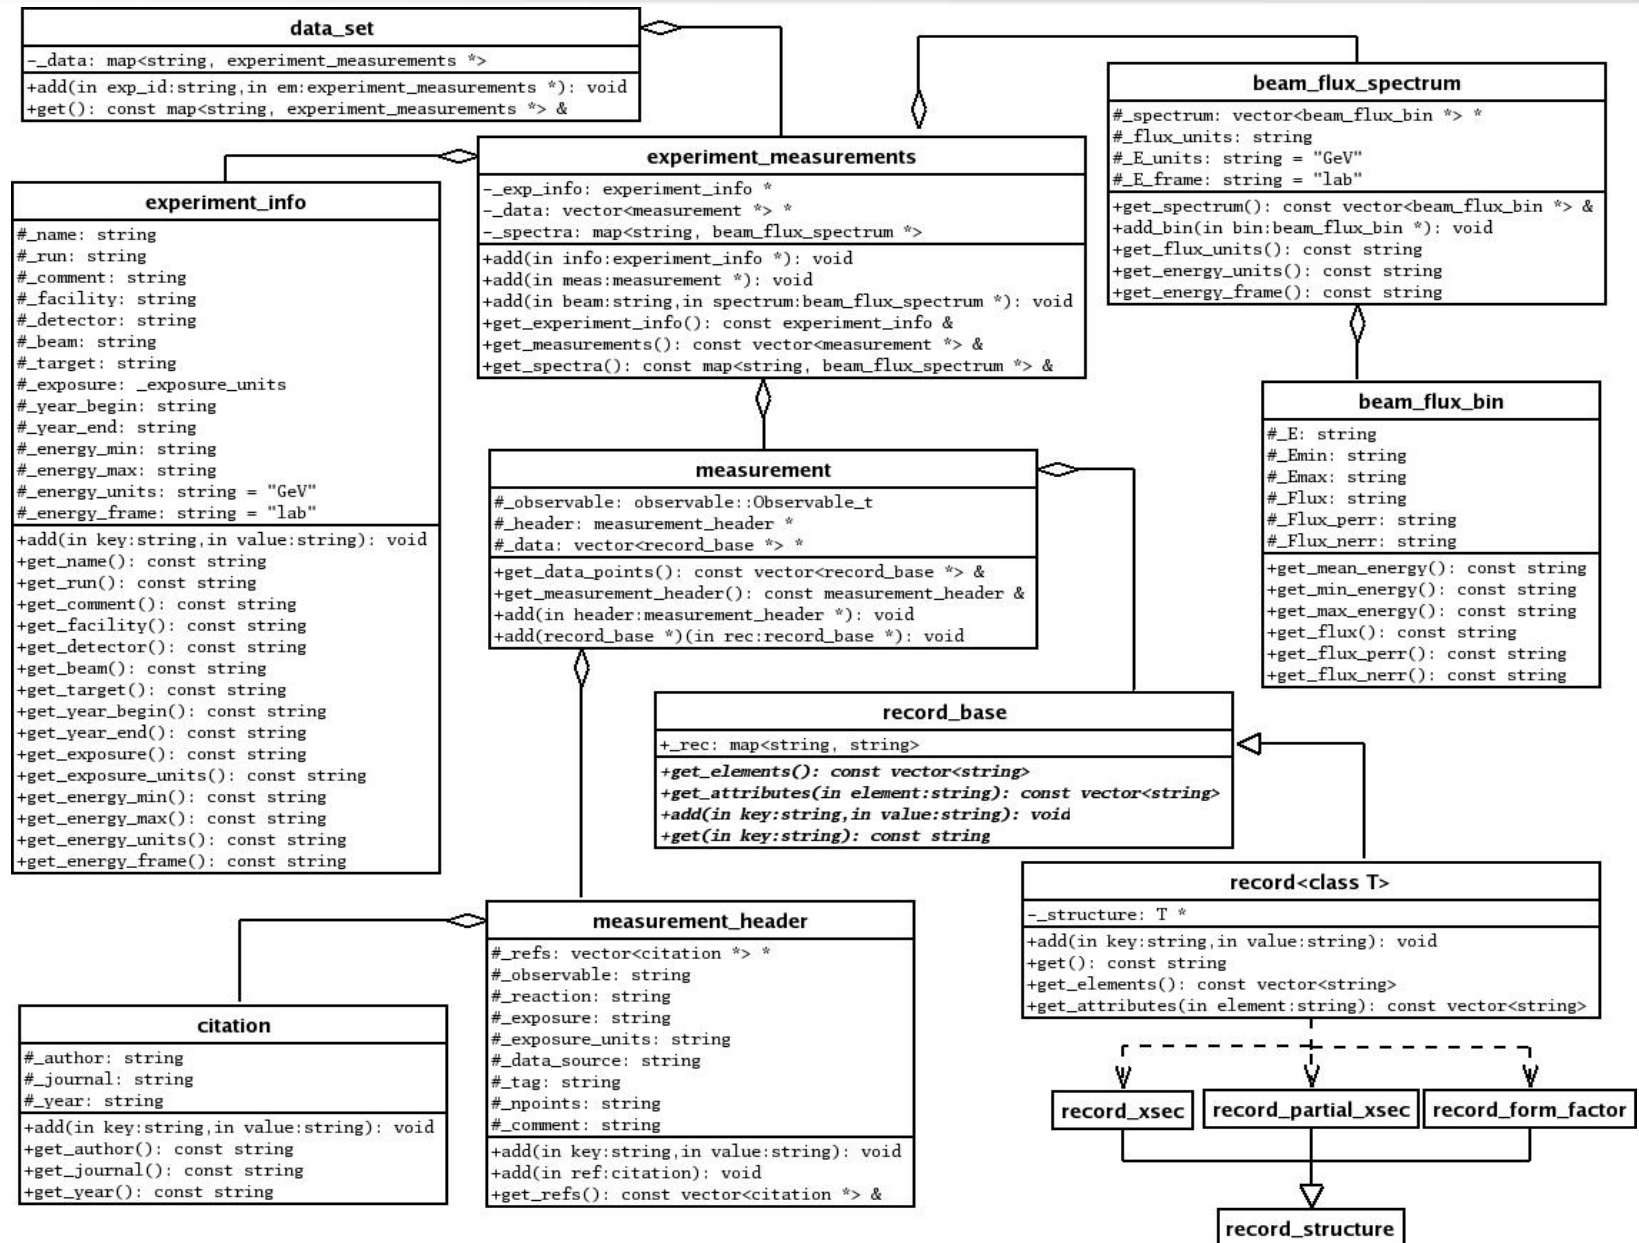 data_set
-_data: map<string, experiment_measurements *>
+add(in exp_id:string,in em:experiment_measurements *): void
+get(): const map<string, experiment_measurements *> &
beam_flux_spectrum
#_spectrum: vector<beam_flux_bin *> *
#_flux_units: string
#_E_units: string = "GeV"
#_E_frame: string = "lab"
+get_spectrum(): const vector<beam_flux_bin *> &
+add_bin(in bin:beam_flux_bin *): void
+get_flux_units(): const string
+get_energy_units(): const string
+get_energy_frame(): const string
experiment_measurements
-_exp_info: experiment_info *
-_data: vector<measurement *> *
-_spectra: map<string, beam_flux_spectrum *>
+add(in info:experiment_info *): void
+add(in meas:measurement *): void
+add(in beam:string,in spectrum:beam_flux_spectrum *): void
+get_experiment_info(): const experiment_info &
+get_measurements(): const vector<measurement *> &
+get_spectra(): const map<string, beam_flux_spectrum *> &
experiment_info
#_name: string
#_run: string
#_comment: string
#_facility: string
#_detector: string
#_beam: string
#_target: string
#_exposure: _exposure_units
#_year_begin: string
#_year_end: string
#_energy_min: string
#_energy_max: string
#_energy_units: string = "GeV"
#_energy_frame: string = "lab"
+add(in key:string,in value:string): void
+get_name(): const string
+get_run(): const string
+get_comment(): const string
+get_facility(): const string
+get_detector(): const string
+get_beam(): const string
+get_target(): const string
+get_year_begin(): const string
+get_year_end(): const string
+get_exposure(): const string
+get_exposure_units(): const string
+get_energy_min(): const string
+get_energy_max(): const string
+get_energy_units(): const string
+get_energy_frame(): const string
beam_flux_bin
#_E: string
#_Emin: string
#_Emax: string
#_Flux: string
#_Flux_perr: string
#_Flux_nerr: string
+get_mean_energy(): const string
+get_min_energy(): const string
+get_max_energy(): const string
+get_flux(): const string
+get_flux_perr(): const string
+get_flux_nerr(): const string
measurement
#_observable: observable::Observable_t
#_header: measurement_header *
#_data: vector<record_base *> *
+get_data_points(): const vector<record_base *> &
+get_measurement_header(): const measurement_header &
+add(in header:measurement_header *): void
+add(record_base *)(in rec:record_base *): void
record_base
+_rec: map<string, string>
+get_elements(): const vector<string>
+get_attributes(in element:string): const vector<string>
+add(in key:string,in value:string): void
+get(in key:string): const string
record<class T>
-_structure: T *
+add(in key:string,in value:string): void
+get(): const string
+get_elements(): const vector<string>
+get_attributes(in element:string): const vector<string>
measurement_header
#_refs: vector<citation *> *
#_observable: string
#_reaction: string
#_exposure: string
#_exposure_units: string
#_data_source: string
#_tag: string
#_npoints: string
#_comment: string
+add(in key:string,in value:string): void
+add(in ref:citation): void
+get_refs(): const vector<citation *> &
citation
#_author: string
#_journal: string
#_year: string
+add(in key:string,in value:string): void
+get_author(): const string
+get_journal(): const string
+get_year(): const string
record_xsec
record_partial_xsec
record_form_factor
record_structure